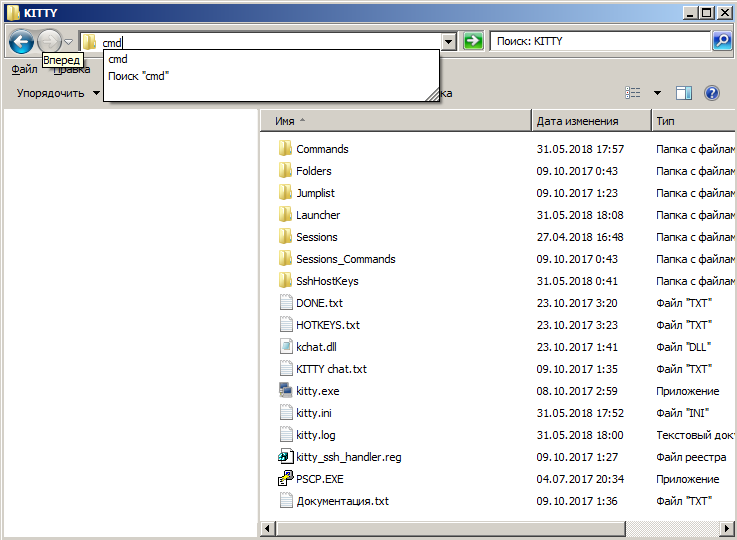 KITTY
cmd
Поиск: KITTY
Вперед
cmd
Файл Правка
Поиск "cmd"
Упорядочить
Имя Дата изменения Тип
Commands 31.05.2018 17:57 Папка с файлам
Folders 09.10.2017 0:43 Папка с файлам
Jumplist 09.10.2017 1:23 Папка с файлам
Launcher 31.05.2018 18:08 Папка с файлам
Sessions 27.04.2018 16:48 Папка с файлам
Sessions_Commands 09.10.2017 0:43 Папка с файлам
SshHostKeys 31.05.2018 0:41 Папка с файлам
DONE.txt 23.10.2017 3:20 Файл "TXT"
HOTKEYS.txt 23.10.2017 3:23 Файл "TXT"
kchat.dll 23.10.2017 1:41 Файл "DLL"
KITTY chat.txt 09.10.2017 1:35 Файл "TXT"
kitty.exe 08.10.2017 2:59 Приложение
kitty.ini 31.05.2018 17:52 Файл "INI"
kitty.log 31.05.2018 18:00 Текстовый док
kitty_ssh_handler.reg 09.10.2017 1:27 Файл реестра
PSCP.EXE 04.07.2017 20:34 Приложение
Документация.txt 09.10.2017 1:36 Файл "TXT"